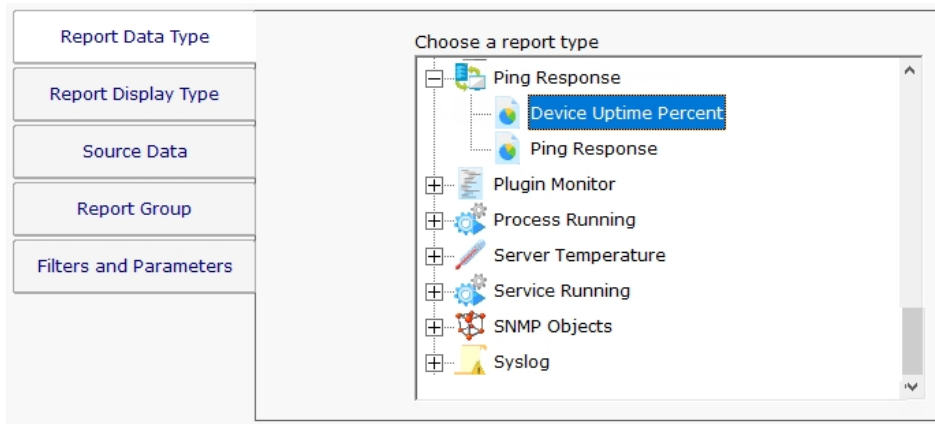 Report Data Type
Report Display Type
Source Data
Report Group
Filters and Parameters
Choose a report type
Ping Response
Device Uptime Percent
Ping Response
Plugin Monitor
Process Running
Server Temperature
Service Running
SNMP Objects
Syslog